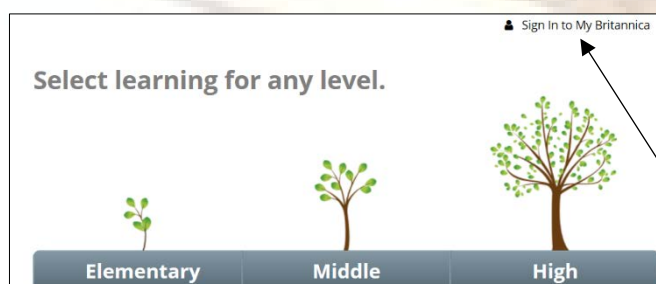 Sign In to My Britannica
Select learning for any level.
Elementary Middle High